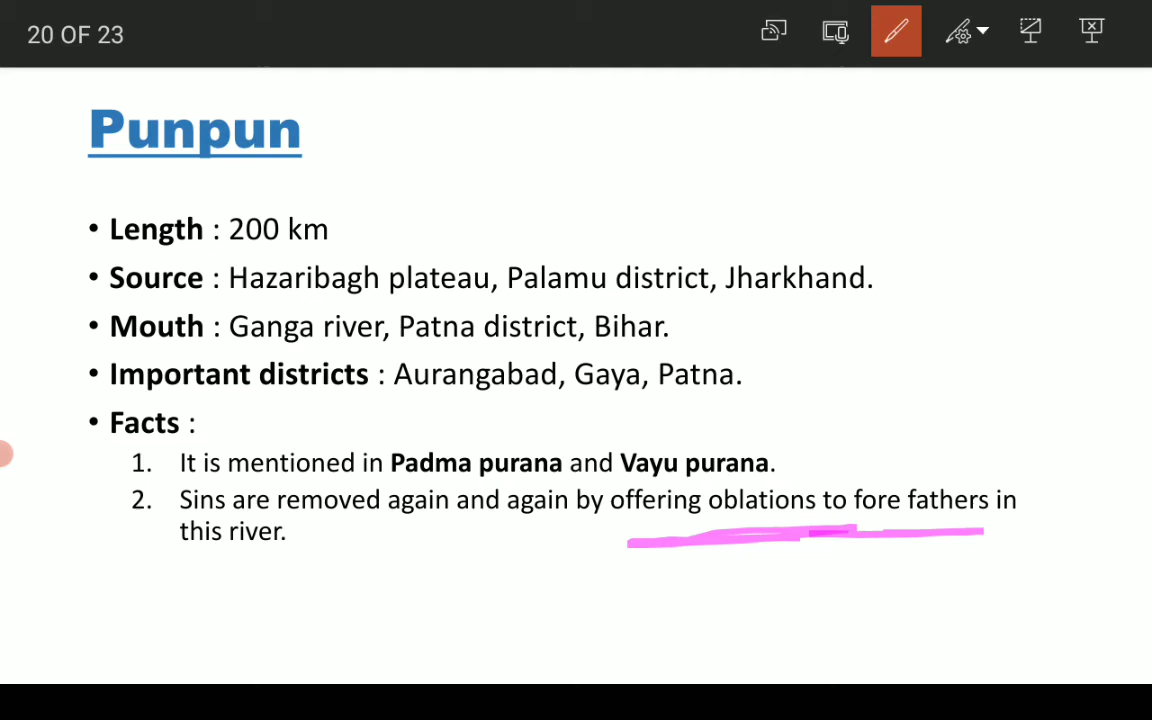 20 OF 23
Punpun
• Length : 200 km
• Source : Hazaribagh plateau, Palamu district, Jharkhand.
• Mouth : Ganga river, Patna district, Bihar.
• Important districts : Aurangabad, Gaya, Patna.
• Facts :
1. It is mentioned in Padma purana and Vayu purana.
2. Sins are removed again and again by offering oblations to fore fathers in
this river.